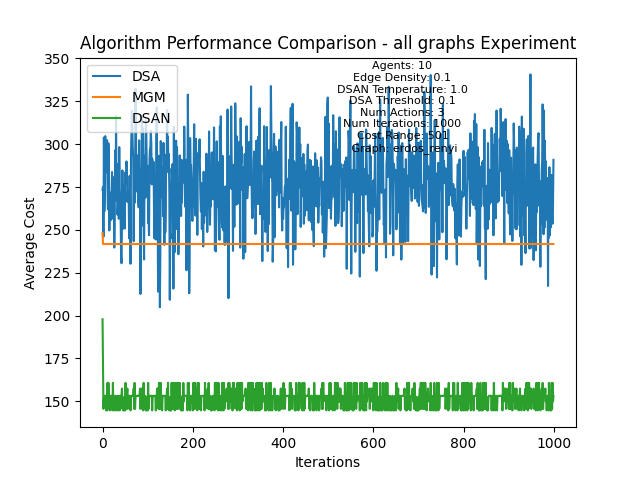 Algorithm Performance Comparison - all graphs Experiment
DSA
MGM
DSAN
Agents: 10
Edge Density: 0.1
DSAN Temperature: 1.0
DSA Threshold: 0.1
Num Actions: 3
Num Iterations: 1000
Cost Range: 501
Graph: erdos_renyi
Average Cost
350
325
300
275
250
225
200
175
150
0
200
400
600
800
1000
Iterations